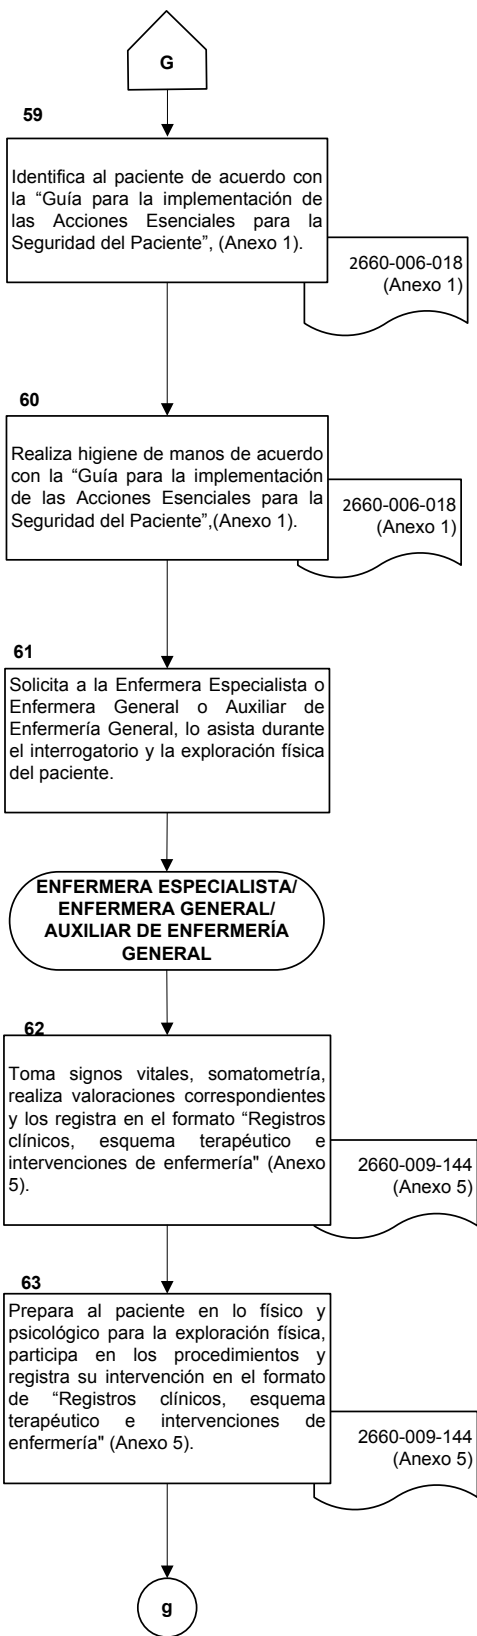 G
59
Identifica al paciente de acuerdo con
la “Guía para la implementación de
las Acciones Esenciales para la
Seguridad del Paciente”, (Anexo 1).
2660-006-018
(Anexo 1)
60
Realiza higiene de manos de acuerdo
con la “Guía para la implementación
de las Acciones Esenciales para la
Seguridad del Paciente”,(Anexo 1).
2660-006-018
(Anexo 1)
61
Solicita a la Enfermera Especialista o
Enfermera General o Auxiliar de
Enfermería General, lo asista durante
el interrogatorio y la exploración física
del paciente.
ENFERMERA ESPECIALISTA/
ENFERMERA GENERAL/
AUXILIAR DE ENFERMERÍA
GENERAL
62
Toma signos vitales, somatometría,
realiza valoraciones correspondientes
y los registra en el formato “Registros
clínicos, esquema terapéutico e
intervenciones de enfermería" (Anexo
5).
2660-009-144
(Anexo 5)
63
Prepara al paciente en lo físico y
psicológico para la exploración física,
participa en los procedimientos y
registra su intervención en el formato
de “Registros clínicos, esquema
terapéutico e intervenciones de
enfermería" (Anexo 5).
2660-009-144
(Anexo 5)
g